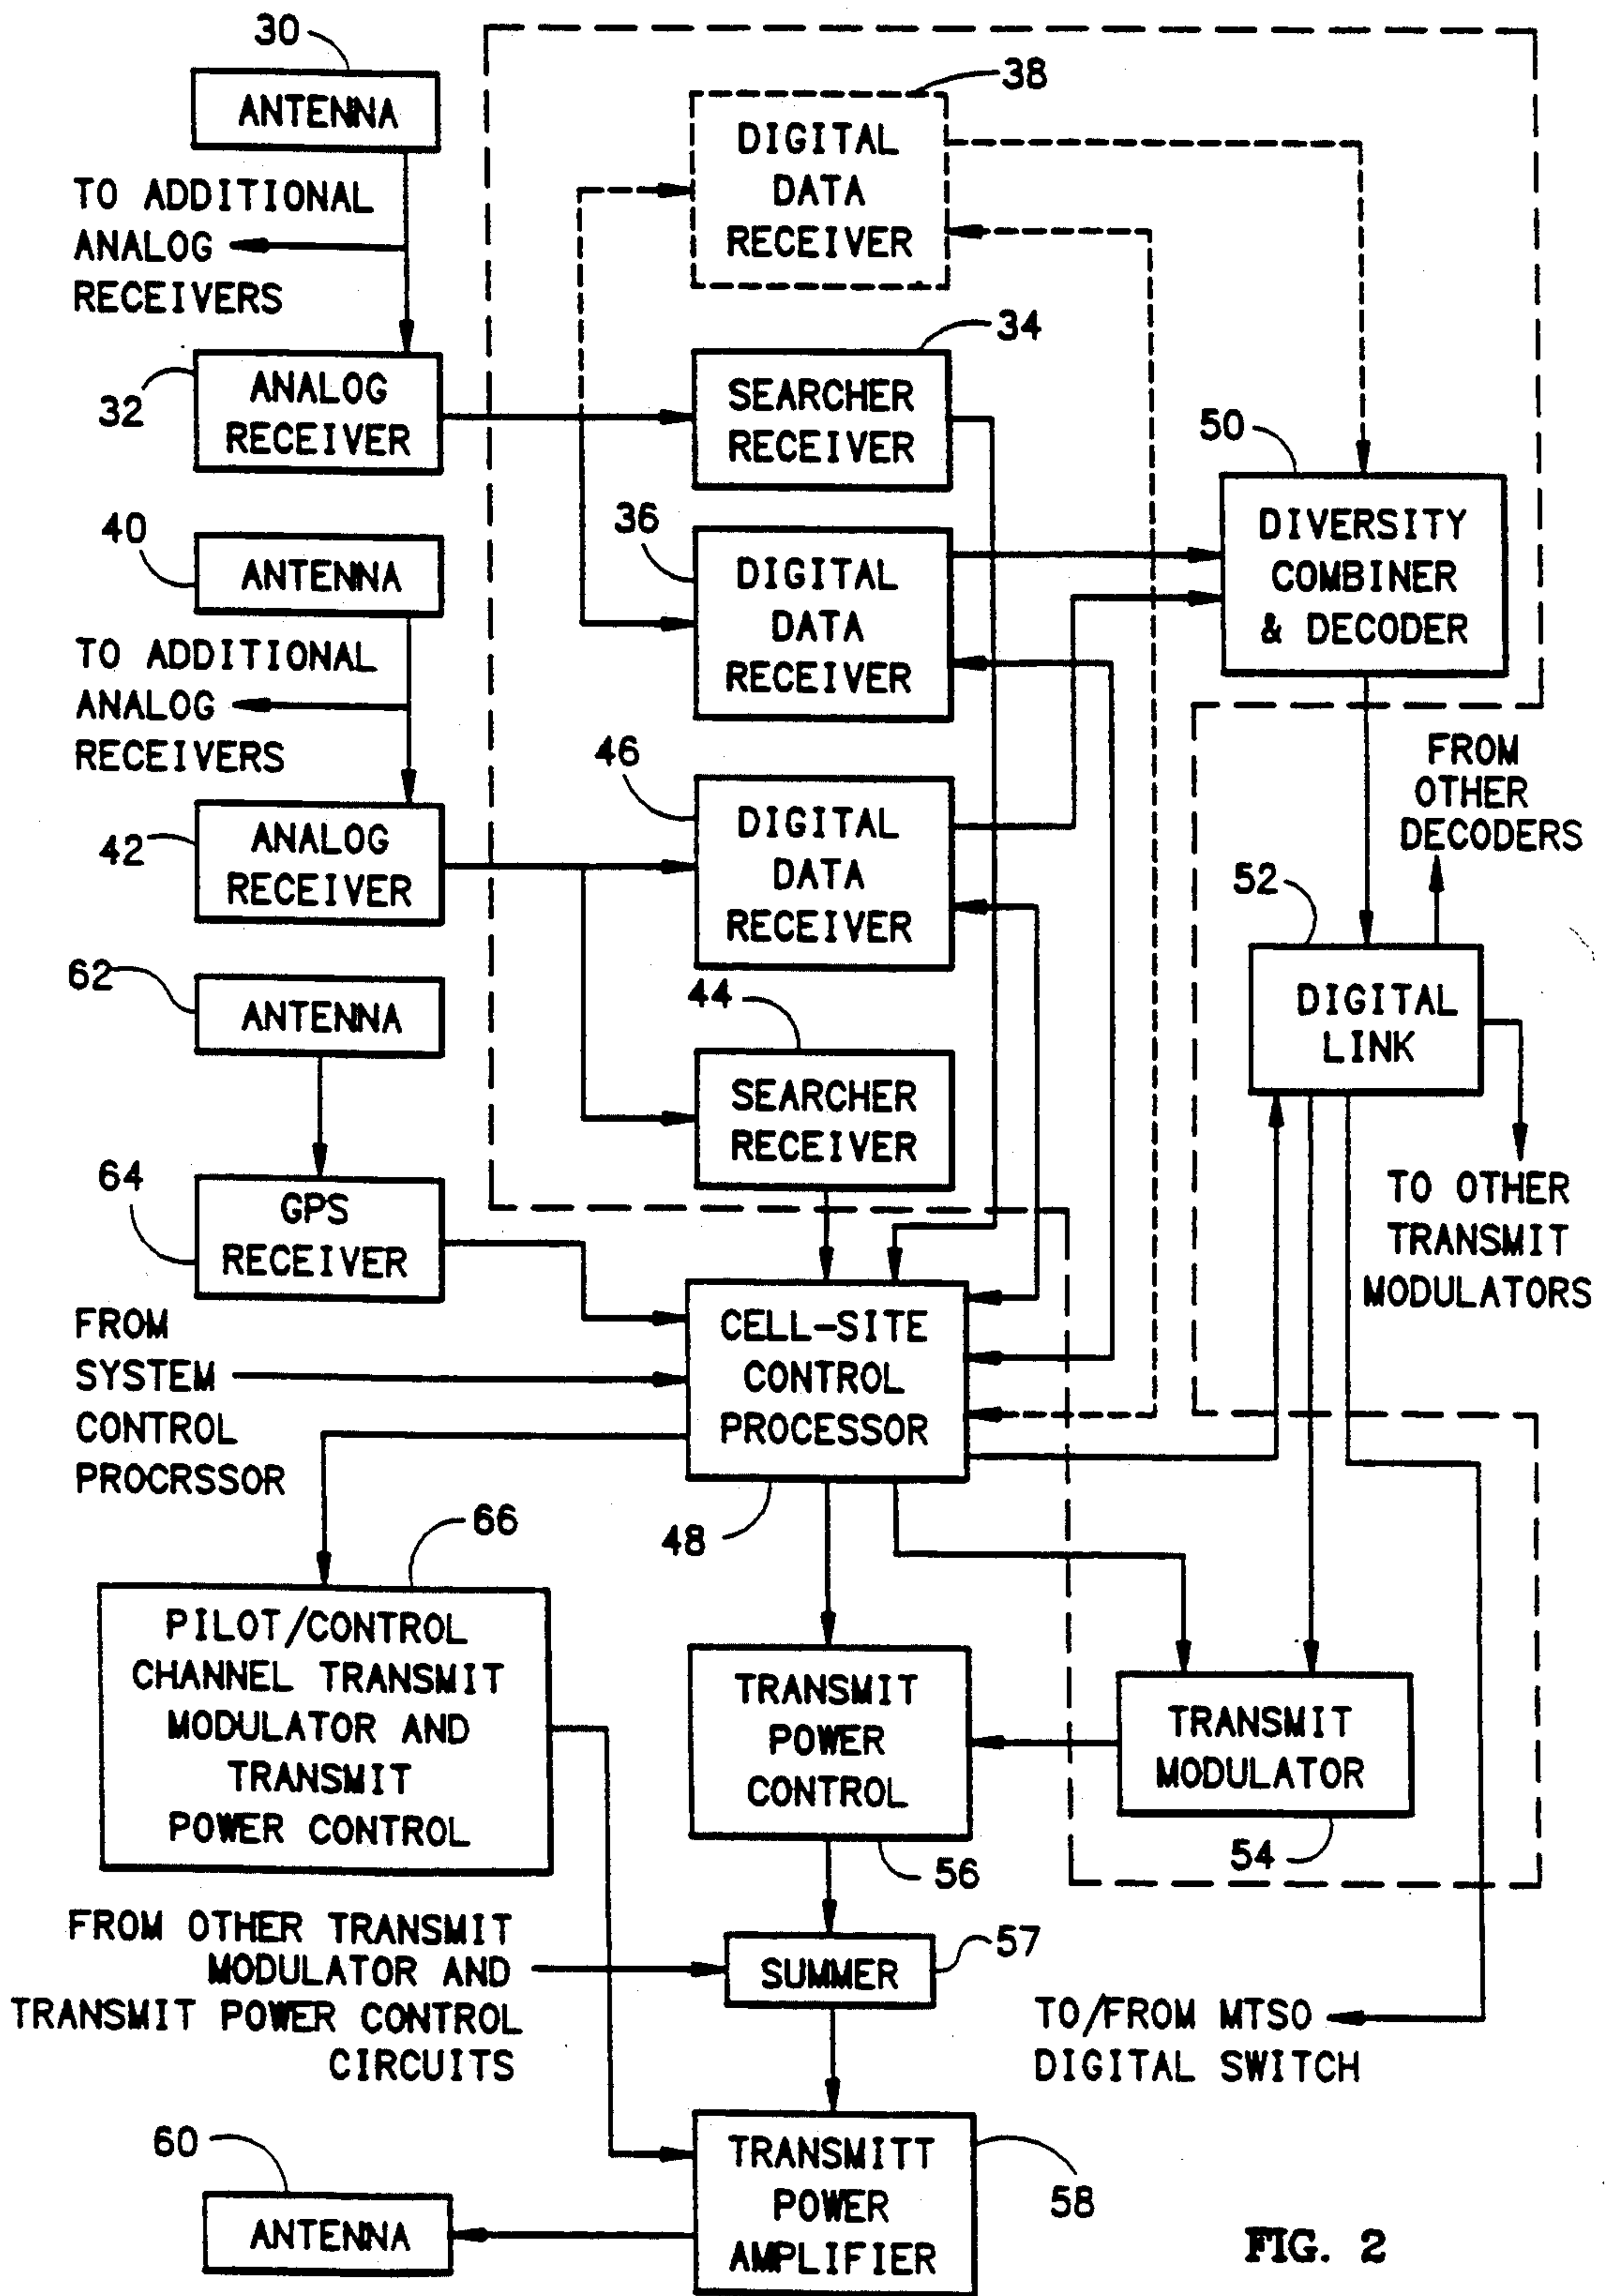 30
ANTENNA
TO ADDITIONAL
ANALOG
RECEIVERS
32
ANALOG
RECEIVER
38
DIGITAL
DATA
RECEIVER
34
SEARCHER
RECEIVER
40
ANTENNA
TO ADDITIONAL
ANALOG
RECEIVERS
36
DIGITAL
DATA
RECEIVER
50
DIVERSITY
COMBINER
& DECODER
42
ANALOG
RECEIVER
46
DIGITAL
DATA
RECEIVER
FROM
OTHER
DECODERS
52
DIGITAL
LINK
62
ANTENNA
44
SEARCHER
RECEIVER
TO OTHER
TRANSMIT
MODULATORS
64
GPS
RECEIVER
FROM
SYSTEM
CONTROL
PROCRSSOR
CELL-SITE
CONTROL
PROCESSOR
48
66
PILOT/CONTROL
CHANNEL TRANSMIT
MODULATOR AND
TRANSMIT
POWER CONTROL
TRANSMIT
POWER
CONTROL
56
TRANSMIT
MODULATOR
54
FROM OTHER TRANSMIT
MODULATOR AND
TRANSMIT POWER CONTROL
CIRCUITS
57
SUMMER
TO/FROM MTSO
DIGITAL SWITCH
60
ANTENNA
TRANSMITT
POWER
AMPLIFIER
58
FIG. 2